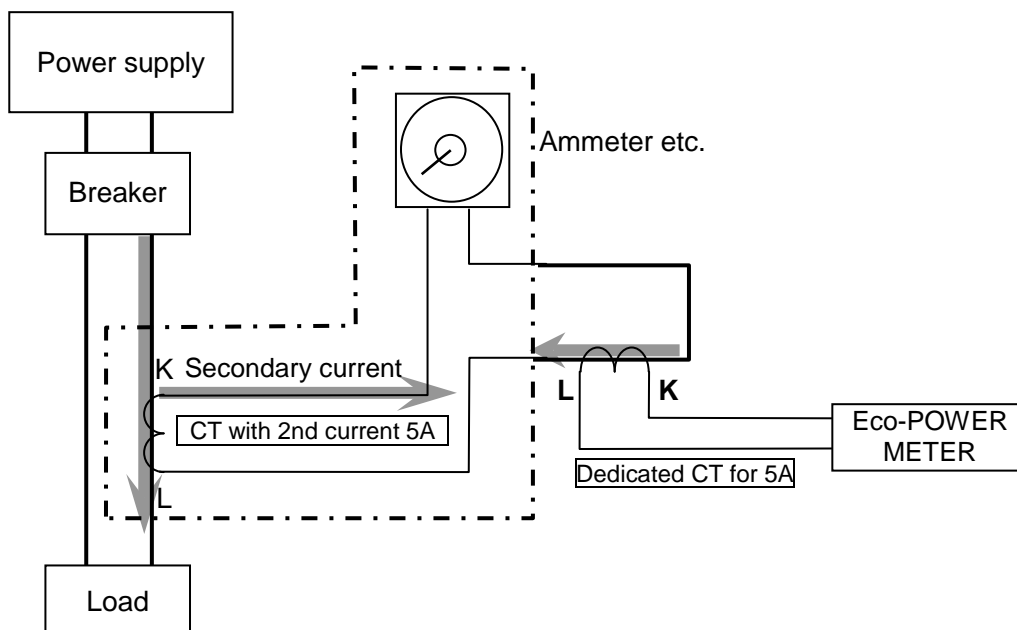 Power supply
Ammeter etc.
Breaker
K Secondary current
CT with 2nd current 5A
L
L K
Eco-POWER
METER
Dedicated CT for 5A
Load